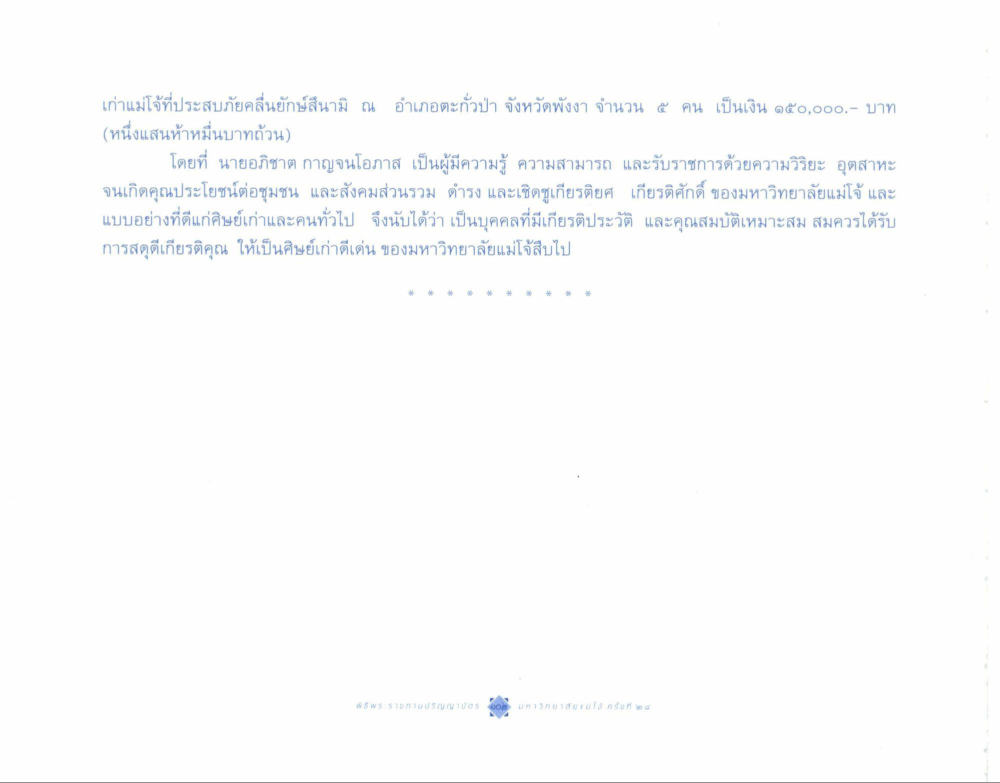 เก่าแม่โจ้ที่ประสบภัยคลื่นยักษ์สึนามิ ณ อำเภอตะกั่วป่า จังหวัดพังงา จำนวน ๕ คน เป็นเงิน ๑๕๐,๐๐๐.- บาท
(หนึ่งแสนห้าหมื่นบาทถ้วน)
โดยที่ นายอภิชาต กาญจนโอภาส เป็นผู้มีความรู้ ความสามารถ และรับราชการด้วยความวิริยะ อุตสาหะ
จนเกิดคุณประโยชน์ต่อชุมชน และสังคมส่วนรวม ดำรง และเชิดชูเกียรติยศ เกียรติศักดิ์ ของมหาวิทยาลัยแม่โจ้ และ
แบบอย่างที่ดีแก่ศิษย์เก่าและคนทั่วไป จึงนับได้ว่า เป็นบุคคลที่มีเกียรติประวัติ และคุณสมบัติเหมาะสม สมควรได้รับ
การสดุดีเกียรติคุณ ให้เป็นศิษย์เก่าดีเด่น ของมหาวิทยาลัยแม่โจ้สืบไป
* * * * * * * * * *
พิธีพระราชทานปริญญาบัตร ๑๐๒ มหาวิทยาลัยแม่โจ้ ครั้งที่ ๒๘